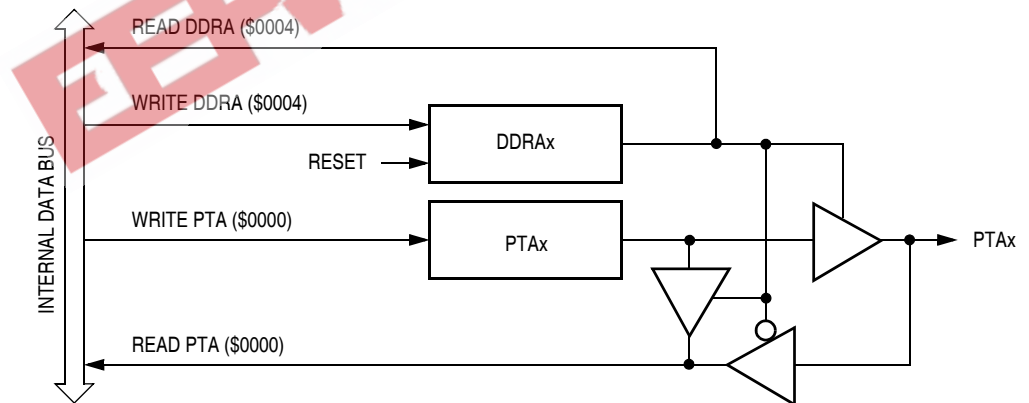 READ DDRA ($0004)
WRITE DDRA ($0004)
DDRAx
RESET
INTERNAL DATA BUS
WRITE PTA ($0000)
PTAx
PTAx
READ PTA ($0000)